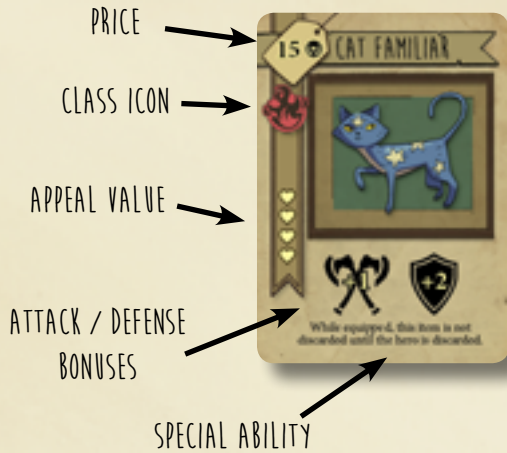 PRICE
15 CAT FAMILIAR
CLASS ICON
APPEAL VALUE
+1 +2
ATTACK / DEFENSE
BONUSES
While equipped, this item is not
discarded until the hero is discarded.
SPECIAL ABILITY